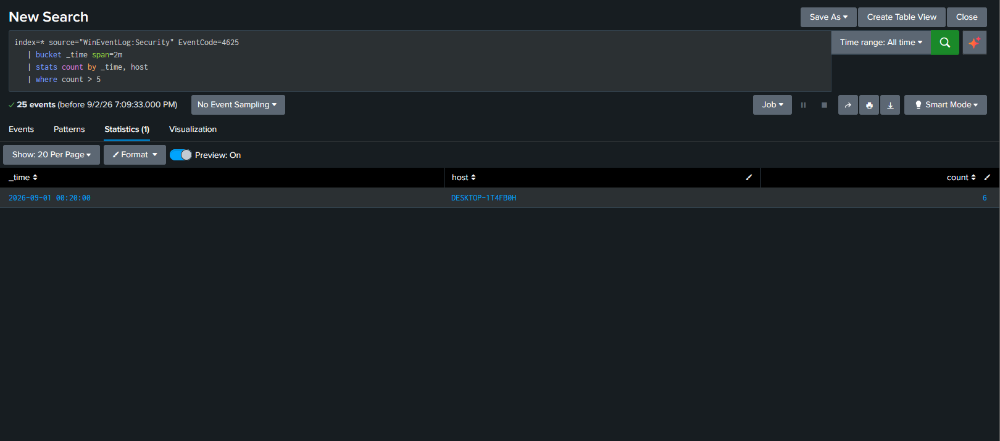 New Search
Save As
Create Table View
Close
index=* source="WinEventLog:Security" EventCode=4625
| bucket _time span=2m
| stats count by _time, host
| where count > 5
Time range: All time
25 events (before 9/2/26 7:09:33.000 PM)
No Event Sampling
Job
Smart Mode
Events
Patterns
Statistics (1)
Visualization
Show: 20 Per Page
Format
Preview: On
_time
host
count
2026-09-01 00:20:00
DESKTOP-1T4FB0H
6